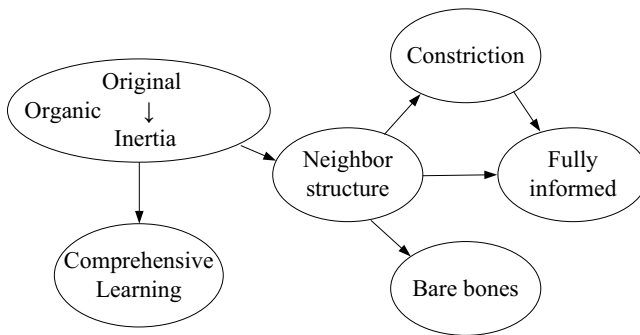 Original
Organic ↓
Inertia
Constriction
Neighbor
structure
Fully
informed
Comprehensive
Learning
Bare bones